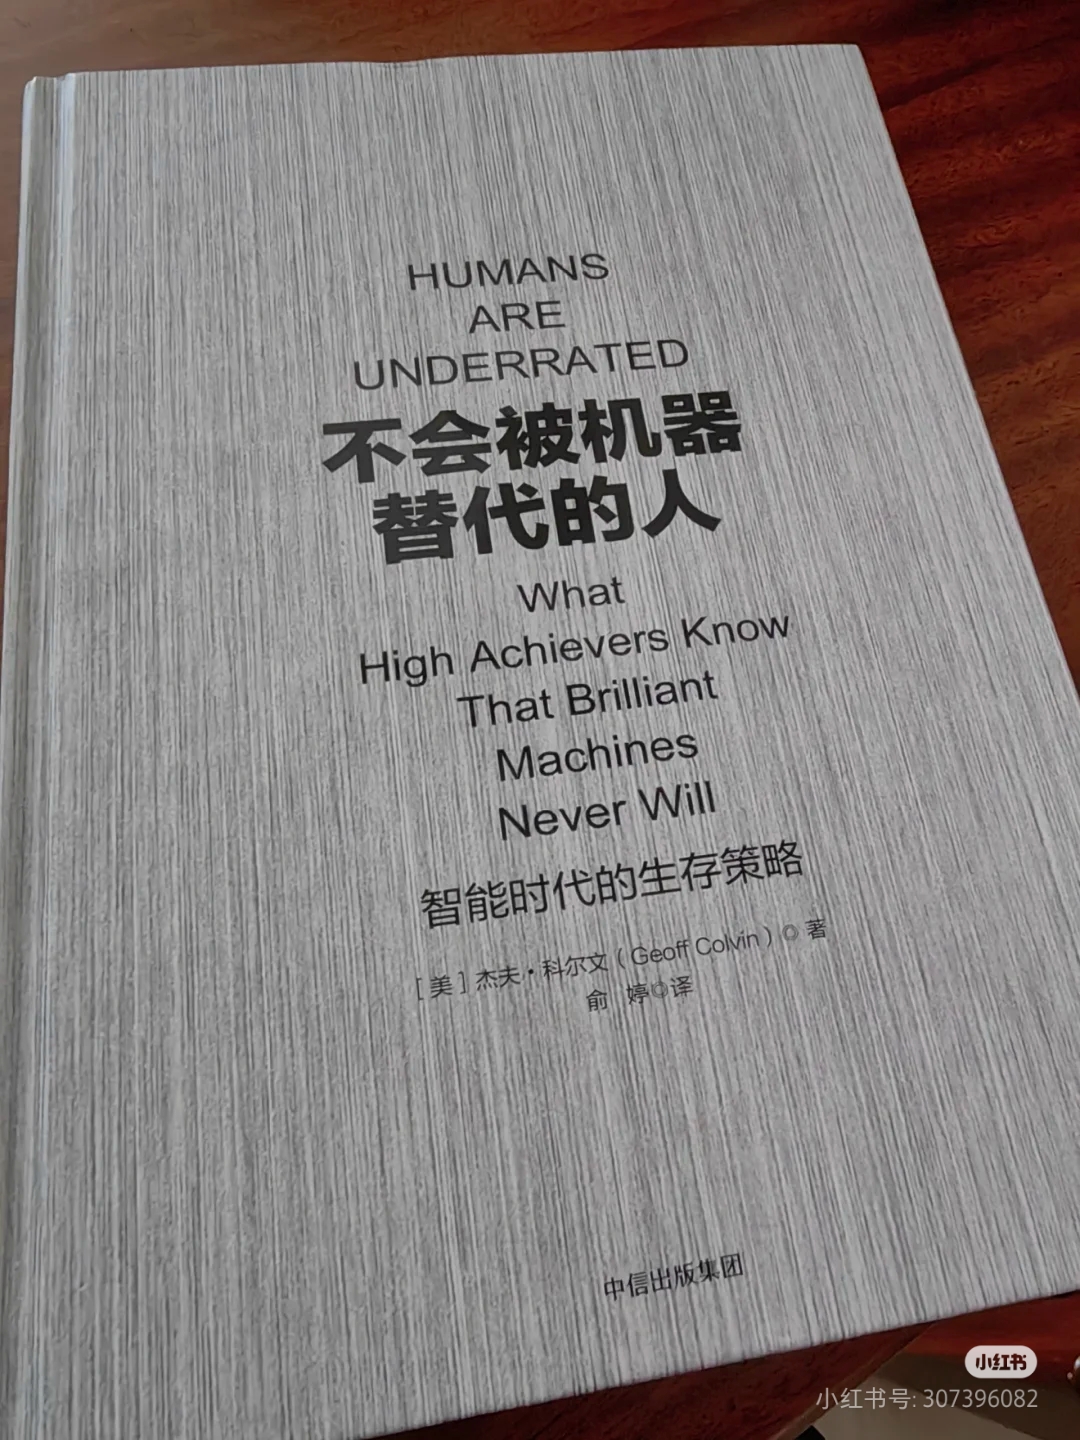 HUMANS
ARE
UNDERRATED
不会被机器
替代的人
What
High Achievers Know
That Brilliant
Machines
Never Will
智能时代的生存策略
[美]杰夫·科尔文(Geoff Colvin)◎著
俞 婷◎译
中信出版集团
小红书
小红书号: 307396082